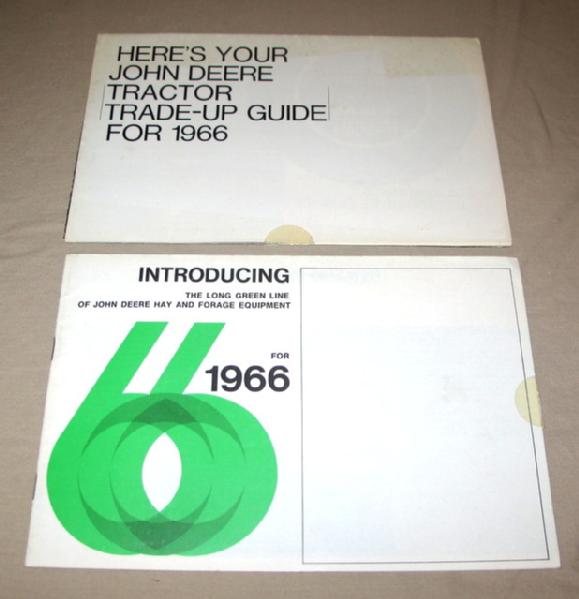 HERE'S YOUR
JOHN DEERE
TRACTOR
TRADE-UP GUIDE
FOR 1966
INTRODUCING
THE LONG GREEN LINE
OF JOHN DEERE HAY AND FORAGE EQUIPMENT
FOR
1966
66